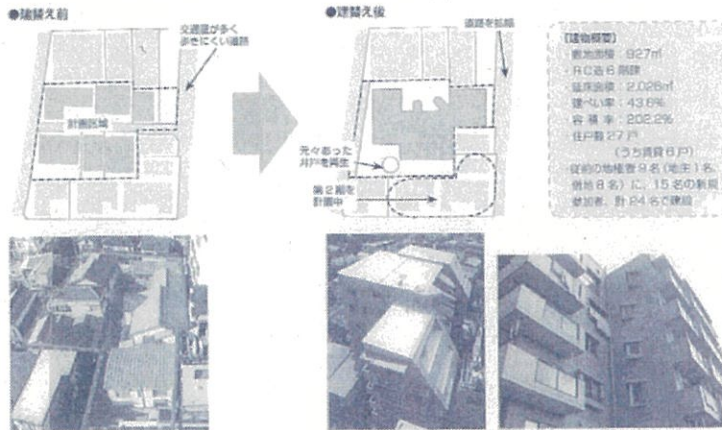 ●建替え前
交通量が多く
歩きにくい道路
計画区域
●建替え後
道路を拡幅
元々あった
井戸を再生
第2期を
計画中
【建物概要】
・敷地面積:927㎡
・RC造6階建
・延床面積:2,026㎡
・建ぺい率:43.6%
・容積率:202.2%
・住戸数27戸
(うち賃貸6戸)
・従前の地権者9名(地主1名、
借地8名)に、15名の新規
参加者、計24名で建設